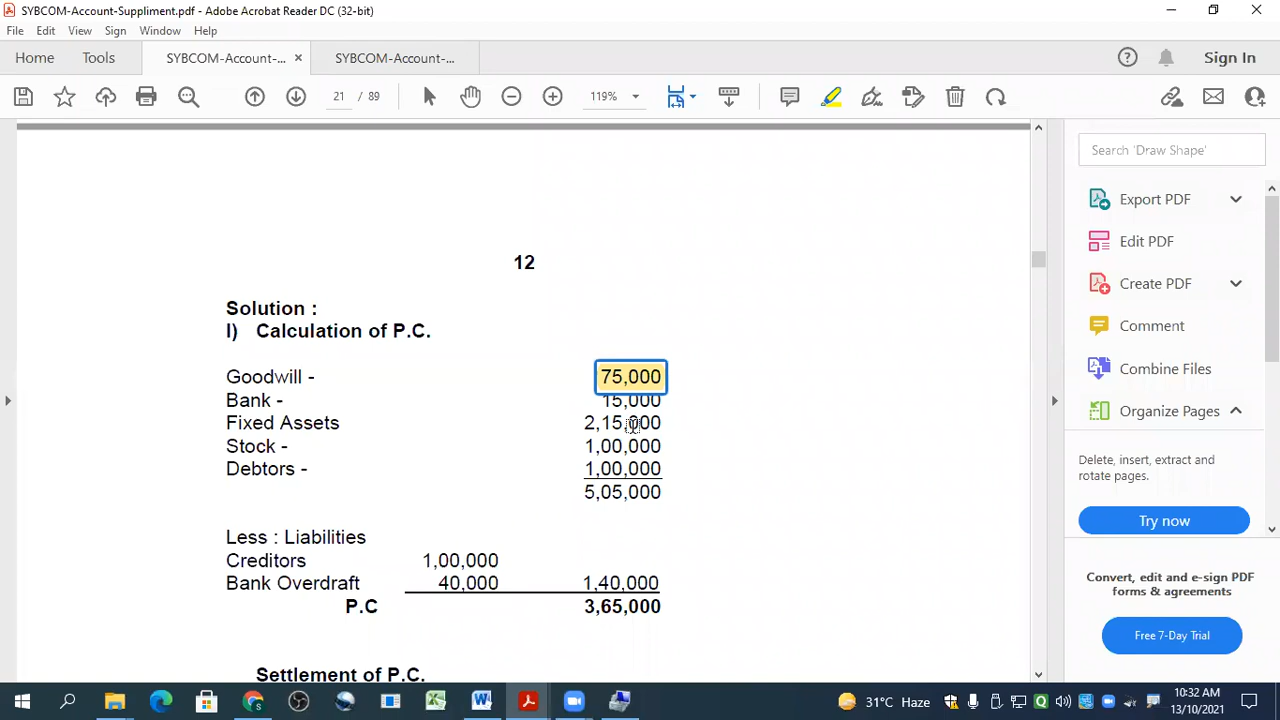 SYBCOM-Account-Suppliment.pdf - Adobe Acrobat Reader DC (32-bit)
File Edit View Sign Window Help
Home Tools SYBCOM-Account-... × SYBCOM-Account-... Sign In
21 / 89 119%
Search 'Draw Shape'
Export PDF
Edit PDF
Create PDF
Comment
Combine Files
Organize Pages
Delete, insert, extract and
rotate pages.
Try now
Convert, edit and e-sign PDF
forms & agreements
Free 7-Day Trial
12
Solution :
I) Calculation of P.C.
Goodwill - 75,000
Bank - 15,000
Fixed Assets 2,15,000
Stock - 1,00,000
Debtors - 1,00,000
5,05,000
Less : Liabilities
Creditors 1,00,000
Bank Overdraft 40,000 1,40,000
P.C 3,65,000
Settlement of P.C.
31°C Haze 10:32 AM
13/10/2021